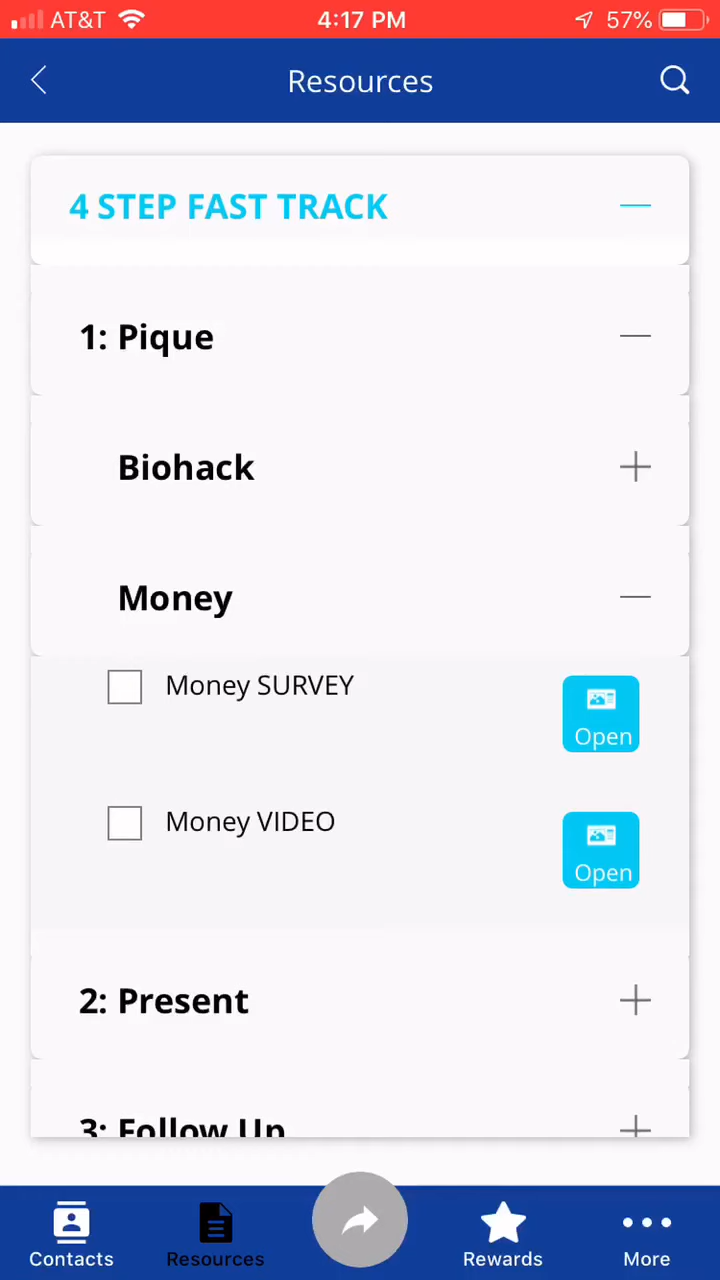 AT&T 4:17 PM 57%
Resources
4 STEP FAST TRACK
1: Pique
Biohack
Money
Money SURVEY
Open
Money VIDEO
Open
2: Present
3: Follow Up
Contacts Resources Rewards More